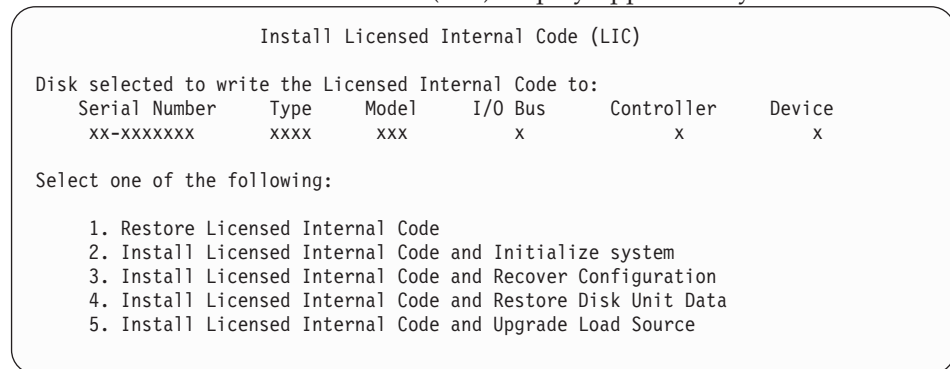 Install Licensed Internal Code (LIC)
Disk selected to write the Licensed Internal Code to:
Serial Number Type Model I/O Bus Controller Device
xx-xxxxxxx xxxx xxx x x x
Select one of the following:
1. Restore Licensed Internal Code
2. Install Licensed Internal Code and Initialize system
3. Install Licensed Internal Code and Recover Configuration
4. Install Licensed Internal Code and Restore Disk Unit Data
5. Install Licensed Internal Code and Upgrade Load Source